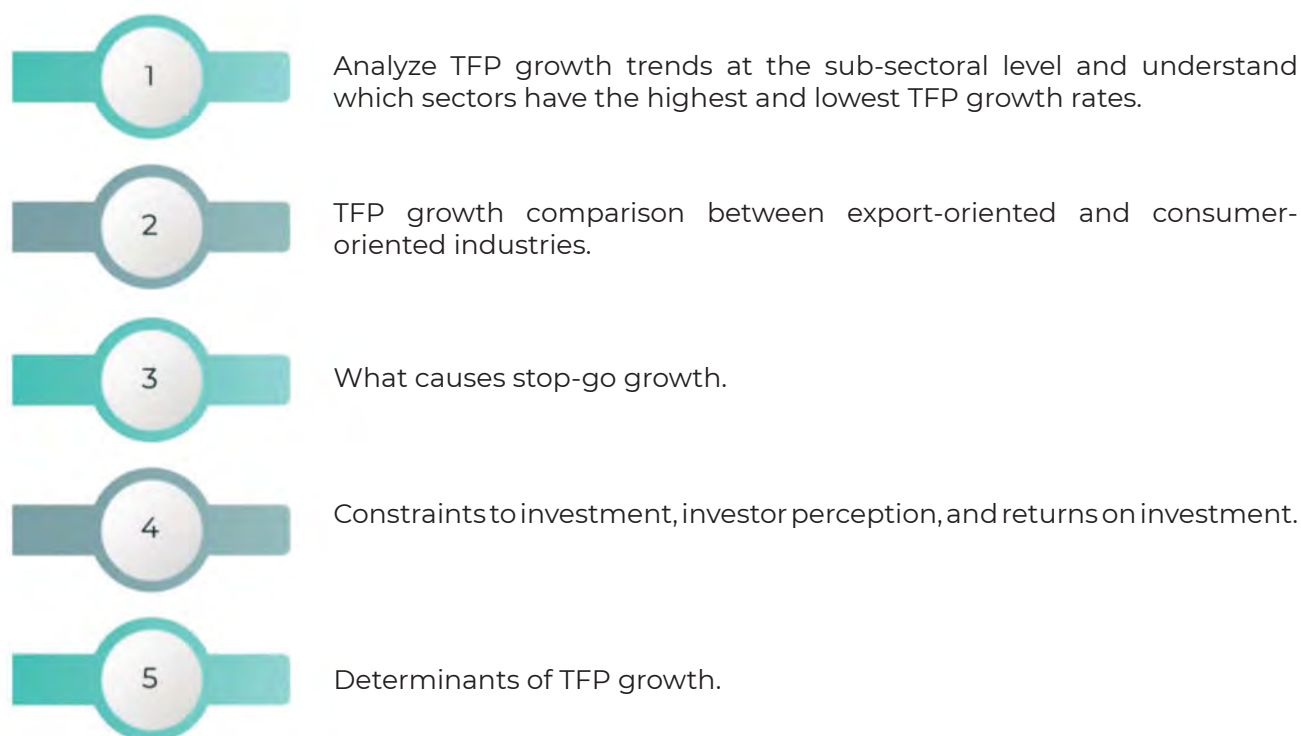 1
Analyze TFP growth trends at the sub-sectoral level and understand
which sectors have the highest and lowest TFP growth rates.
2
TFP growth comparison between export-oriented and consumer-
oriented industries.
3
What causes stop-go growth.
4
Constraints to investment, investor perception, and returns on investment.
5
Determinants of TFP growth.